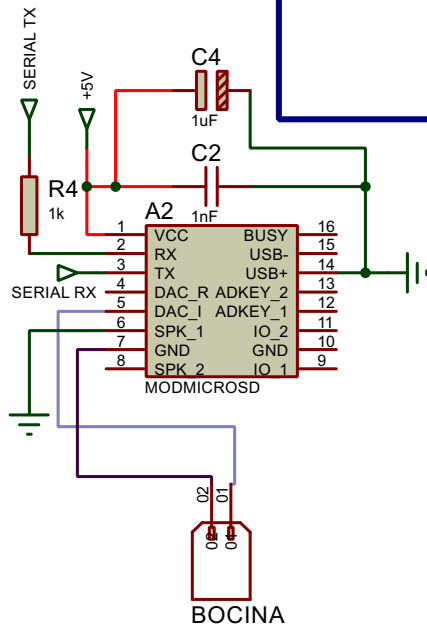 SERIAL TX
+5V
C4
1uF
C2
1nF
R4
1k
A2
1 VCC BUSY 16
2 RX USB- 15
3 TX USB+ 14
4 DAC_R ADKEY_2 13
5 DAC_I ADKEY_1 12
6 SPK_1 IO_2 11
7 GND GND 10
8 SPK_2 IO_1 9
SERIAL RX
MODMICROSD
02 01
02 01
BOCINA